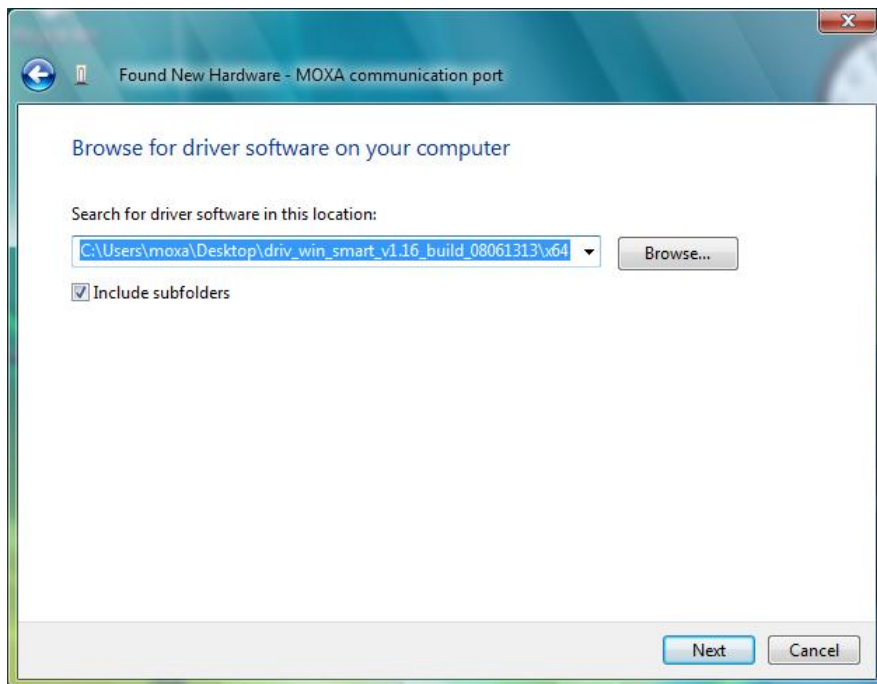 Found New Hardware - MOXA communication port
Browse for driver software on your computer
Search for driver software in this location:
C:\Users\moxa\Desktop\driv_win_smart_v1.16_build_08061313\x64
Browse...
Include subfolders
Next
Cancel